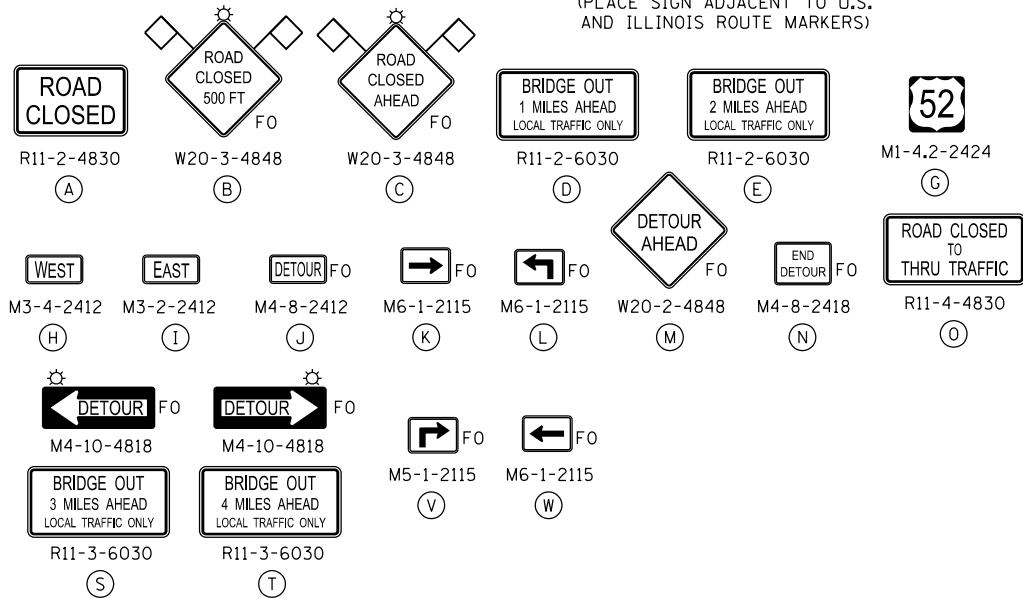 (PLACE SIGN ADJACENT TO U.S.
AND ILLINOIS ROUTE MARKERS)
ROAD
CLOSED
R11-2-4830
A
ROAD
CLOSED
500 FT
FO
W20-3-4848
B
ROAD
CLOSED
AHEAD
FO
W20-3-4848
C
BRIDGE OUT
1 MILES AHEAD
LOCAL TRAFFIC ONLY
R11-2-6030
D
BRIDGE OUT
2 MILES AHEAD
LOCAL TRAFFIC ONLY
R11-2-6030
E
52
M1-4.2-2424
G
WEST
M3-4-2412
H
EAST
M3-2-2412
I
DETOUR FO
M4-8-2412
J
FO
M6-1-2115
K
FO
M6-1-2115
L
DETOUR
AHEAD
FO
W20-2-4848
M
END
DETOUR FO
M4-8-2418
N
ROAD CLOSED
TO
THRU TRAFFIC
R11-4-4830
O
DETOUR FO
M4-10-4818
BRIDGE OUT
3 MILES AHEAD
LOCAL TRAFFIC ONLY
R11-3-6030
S
DETOUR FO
M4-10-4818
BRIDGE OUT
4 MILES AHEAD
LOCAL TRAFFIC ONLY
R11-3-6030
T
FO
M5-1-2115
V
FO
M6-1-2115
W